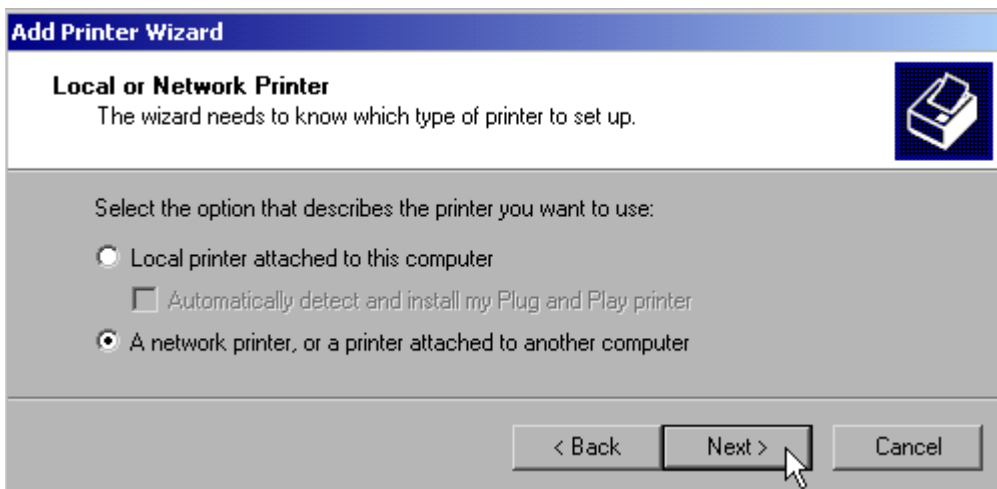 Add Printer Wizard
Local or Network Printer
The wizard needs to know which type of printer to set up.
Select the option that describes the printer you want to use:
Local printer attached to this computer
Automatically detect and install my Plug and Play printer
A network printer, or a printer attached to another computer
< Back Next > Cancel